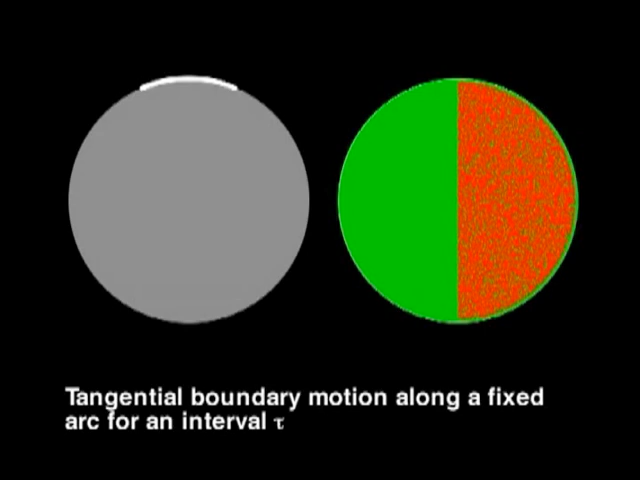 Tangential boundary motion along a fixed
arc for an interval τ